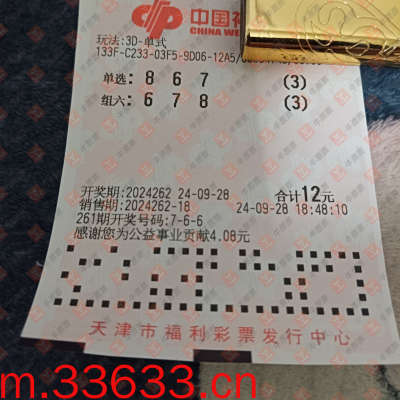 中国福
CHINA WE
玩法:3D-单式
133F-C233-03F5-9D06-12A5/
单选: 8 6 7 (3)
组六: 6 7 8 (3)
开奖期:2024262 24-09-28 合计12元
销售期:2024262-18 24-09-28 18:48:10
261期开奖号码:7-6-6
感谢您为公益事业贡献4.08元
天津市福利彩票发行中心
m.33633.cn